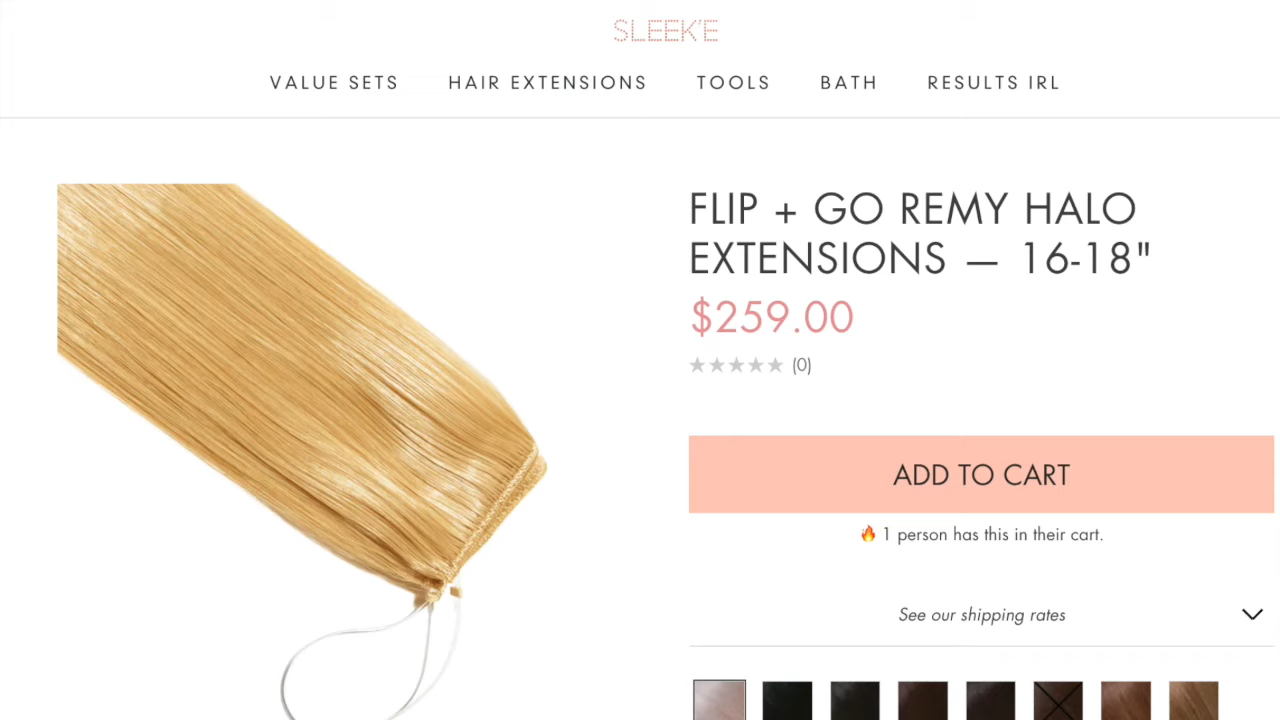 SLEEK'E
VALUE SETS HAIR EXTENSIONS TOOLS BATH RESULTS IRL
FLIP + GO REMY HALO
EXTENSIONS — 16-18"
$259.00
(0)
ADD TO CART
🔥 1 person has this in their cart.
See our shipping rates